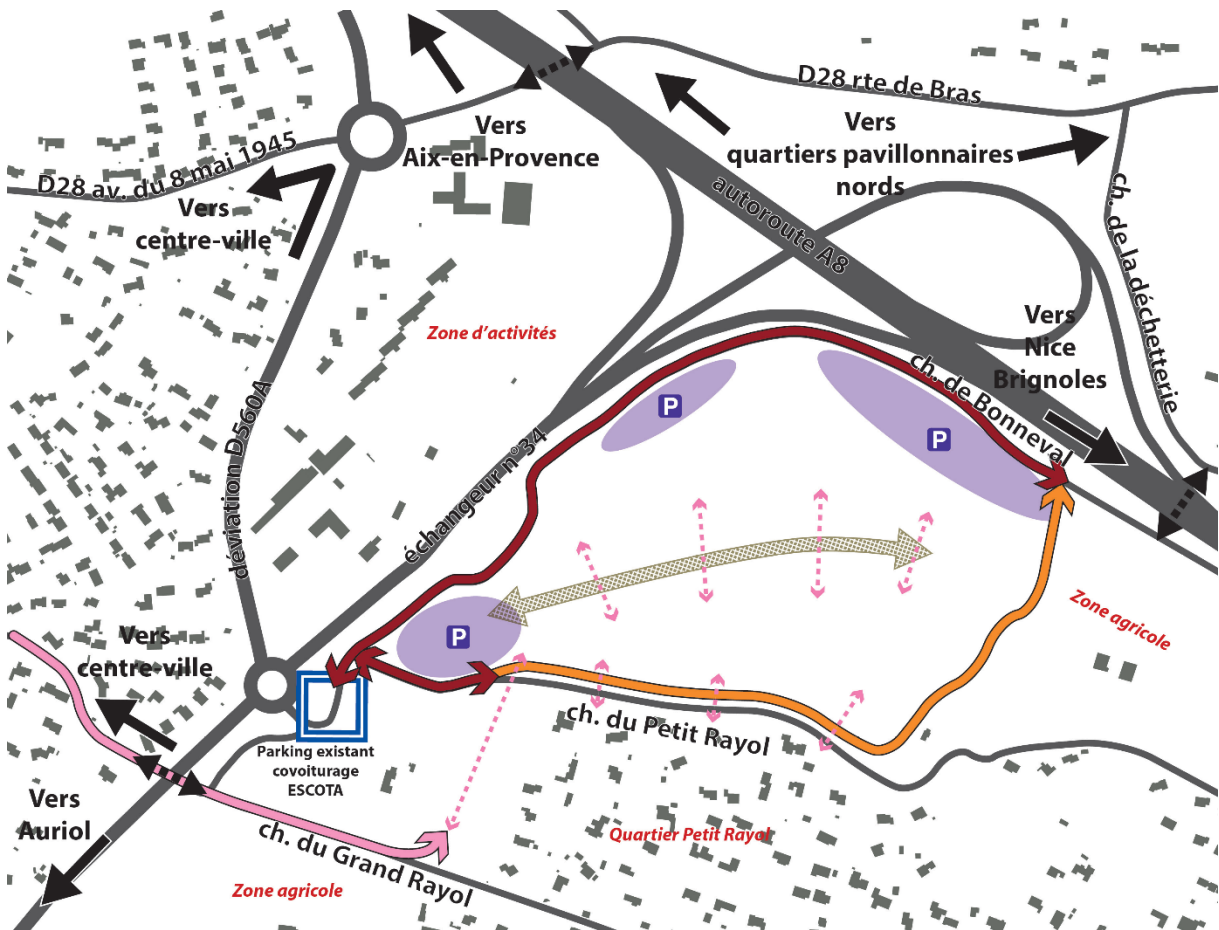 D28 rte de Bras
Vers
Aix-en-Provence
Vers
quartiers pavillonnaires
nords
D28 av. du 8 mai 1945
Vers
centre-ville
autoroute A8
ch. de la déchetterie
Zone d'activités
Vers
Nice
Brignoles
ch. de Bonneval
P
P
déviation D560A
échangeur n°34
P
Zone agricole
Vers
centre-ville
ch. du Petit Rayol
Parking existant
covoiturage
ESCOTA
Vers
Auriol
ch. du Grand Rayol
Quartier Petit Rayol
Zone agricole